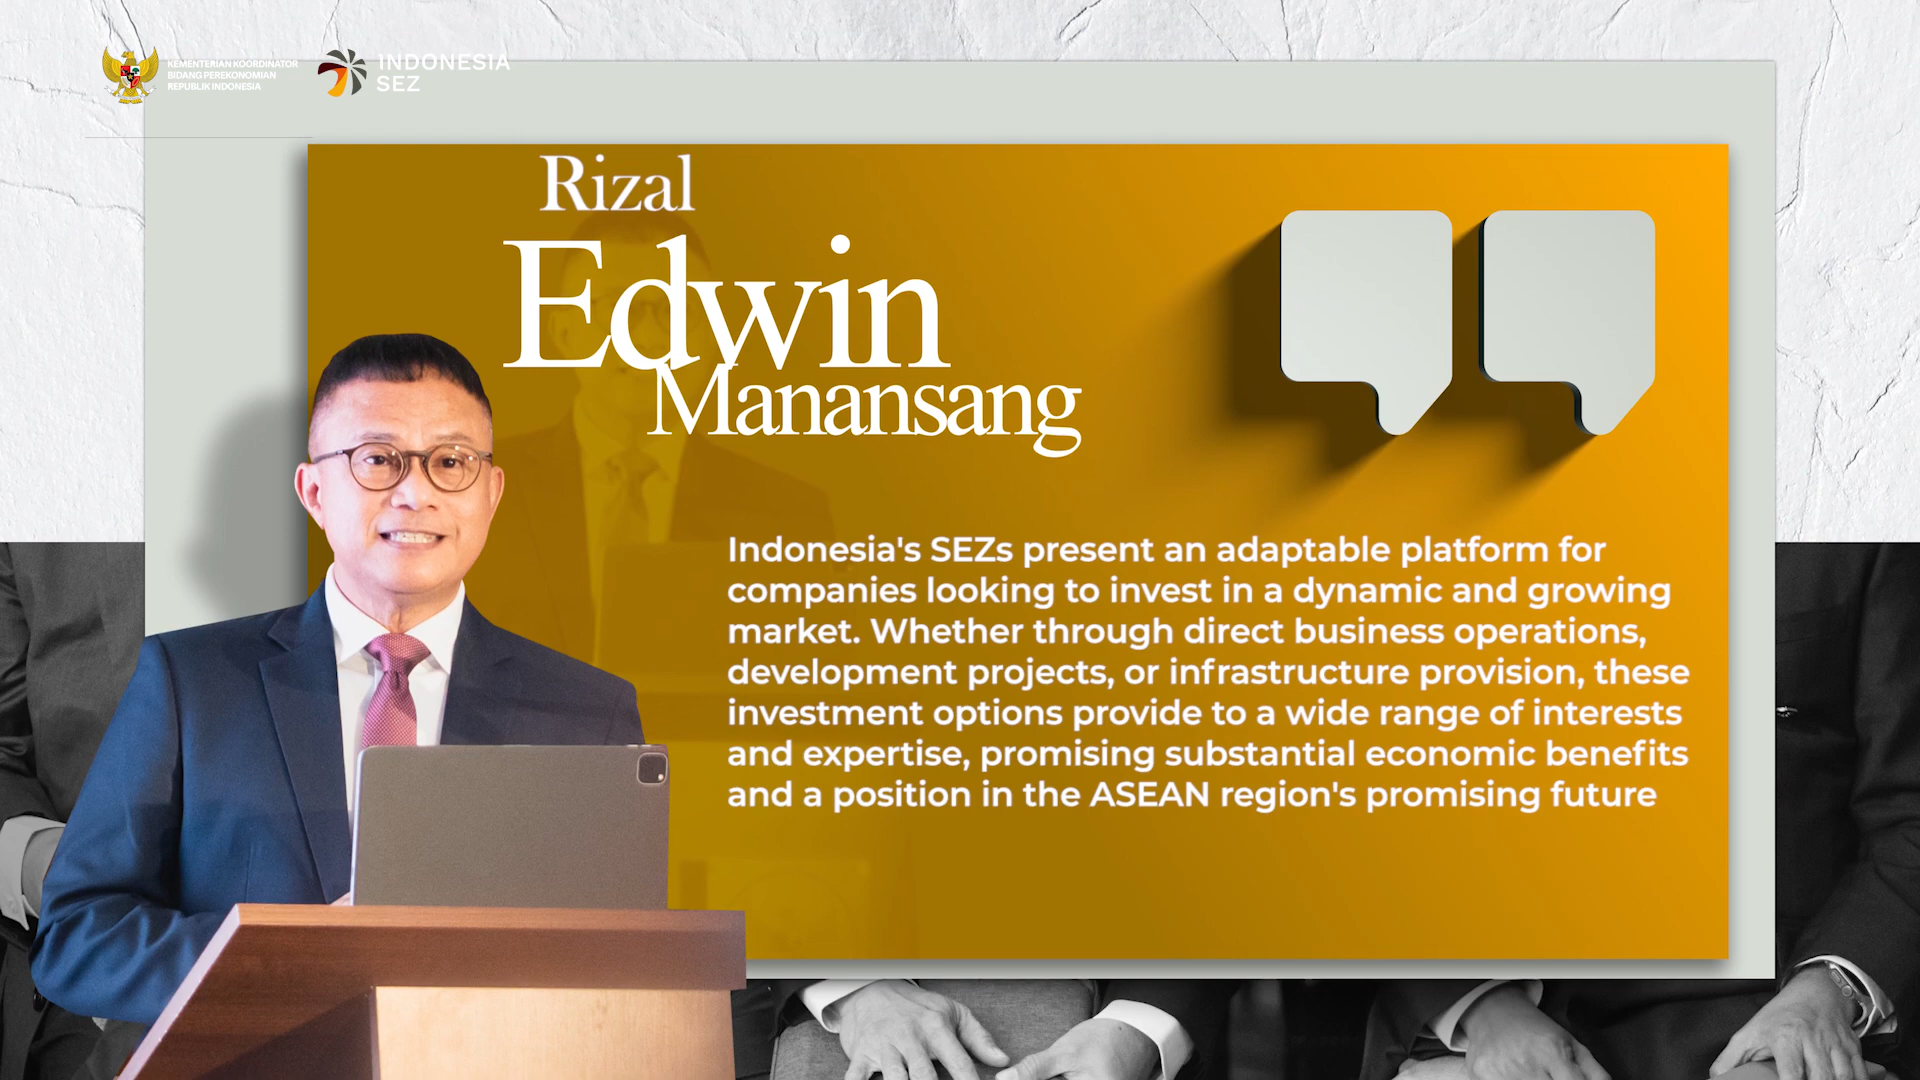 KEMENTERIAN KOORDINATOR
BIDANG PEREKONOMIAN
REPUBLIK INDONESIA
INDONESIA
SEZ
Rizal
Edwin
Manansang
Indonesia's SEZs present an adaptable platform for
companies looking to invest in a dynamic and growing
market. Whether through direct business operations,
development projects, or infrastructure provision, these
investment options provide to a wide range of interests
and expertise, promising substantial economic benefits
and a position in the ASEAN region's promising future